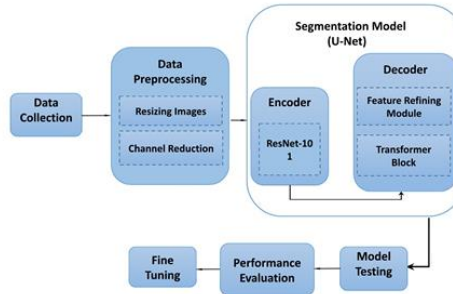 Segmentation Model
(U-Net)
Data
Preprocessing
Resizing Images
Channel Reduction
Data
Collection
Encoder
ResNet-10
1
Decoder
Feature Refining
Module
Transformer
Block
Fine
Tuning
Performance
Evaluation
Model
Testing